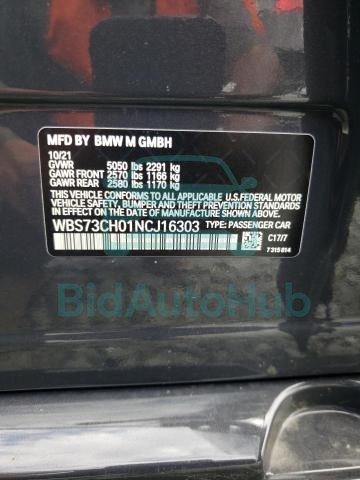 MFD BY BMW M GMBH
10/21
GVWR 5050 lbs 2291 kg
GAWR FRONT 2570 lbs 1166 kg
GAWR REAR 2580 lbs 1170 kg
THIS VEHICLE CONFORMS TO ALL APPLICABLE U.S. FEDERAL MOTOR
VEHICLE SAFETY, BUMPER, AND THEFT PREVENTION STANDARDS IN
EFFECT ON THE DATE OF MANUFACTURE SHOWN ABOVE.
WBS73CH01NCJ16303 TYPE: PASSENGER CAR
C17/7
7 315 814
BidAutoHub